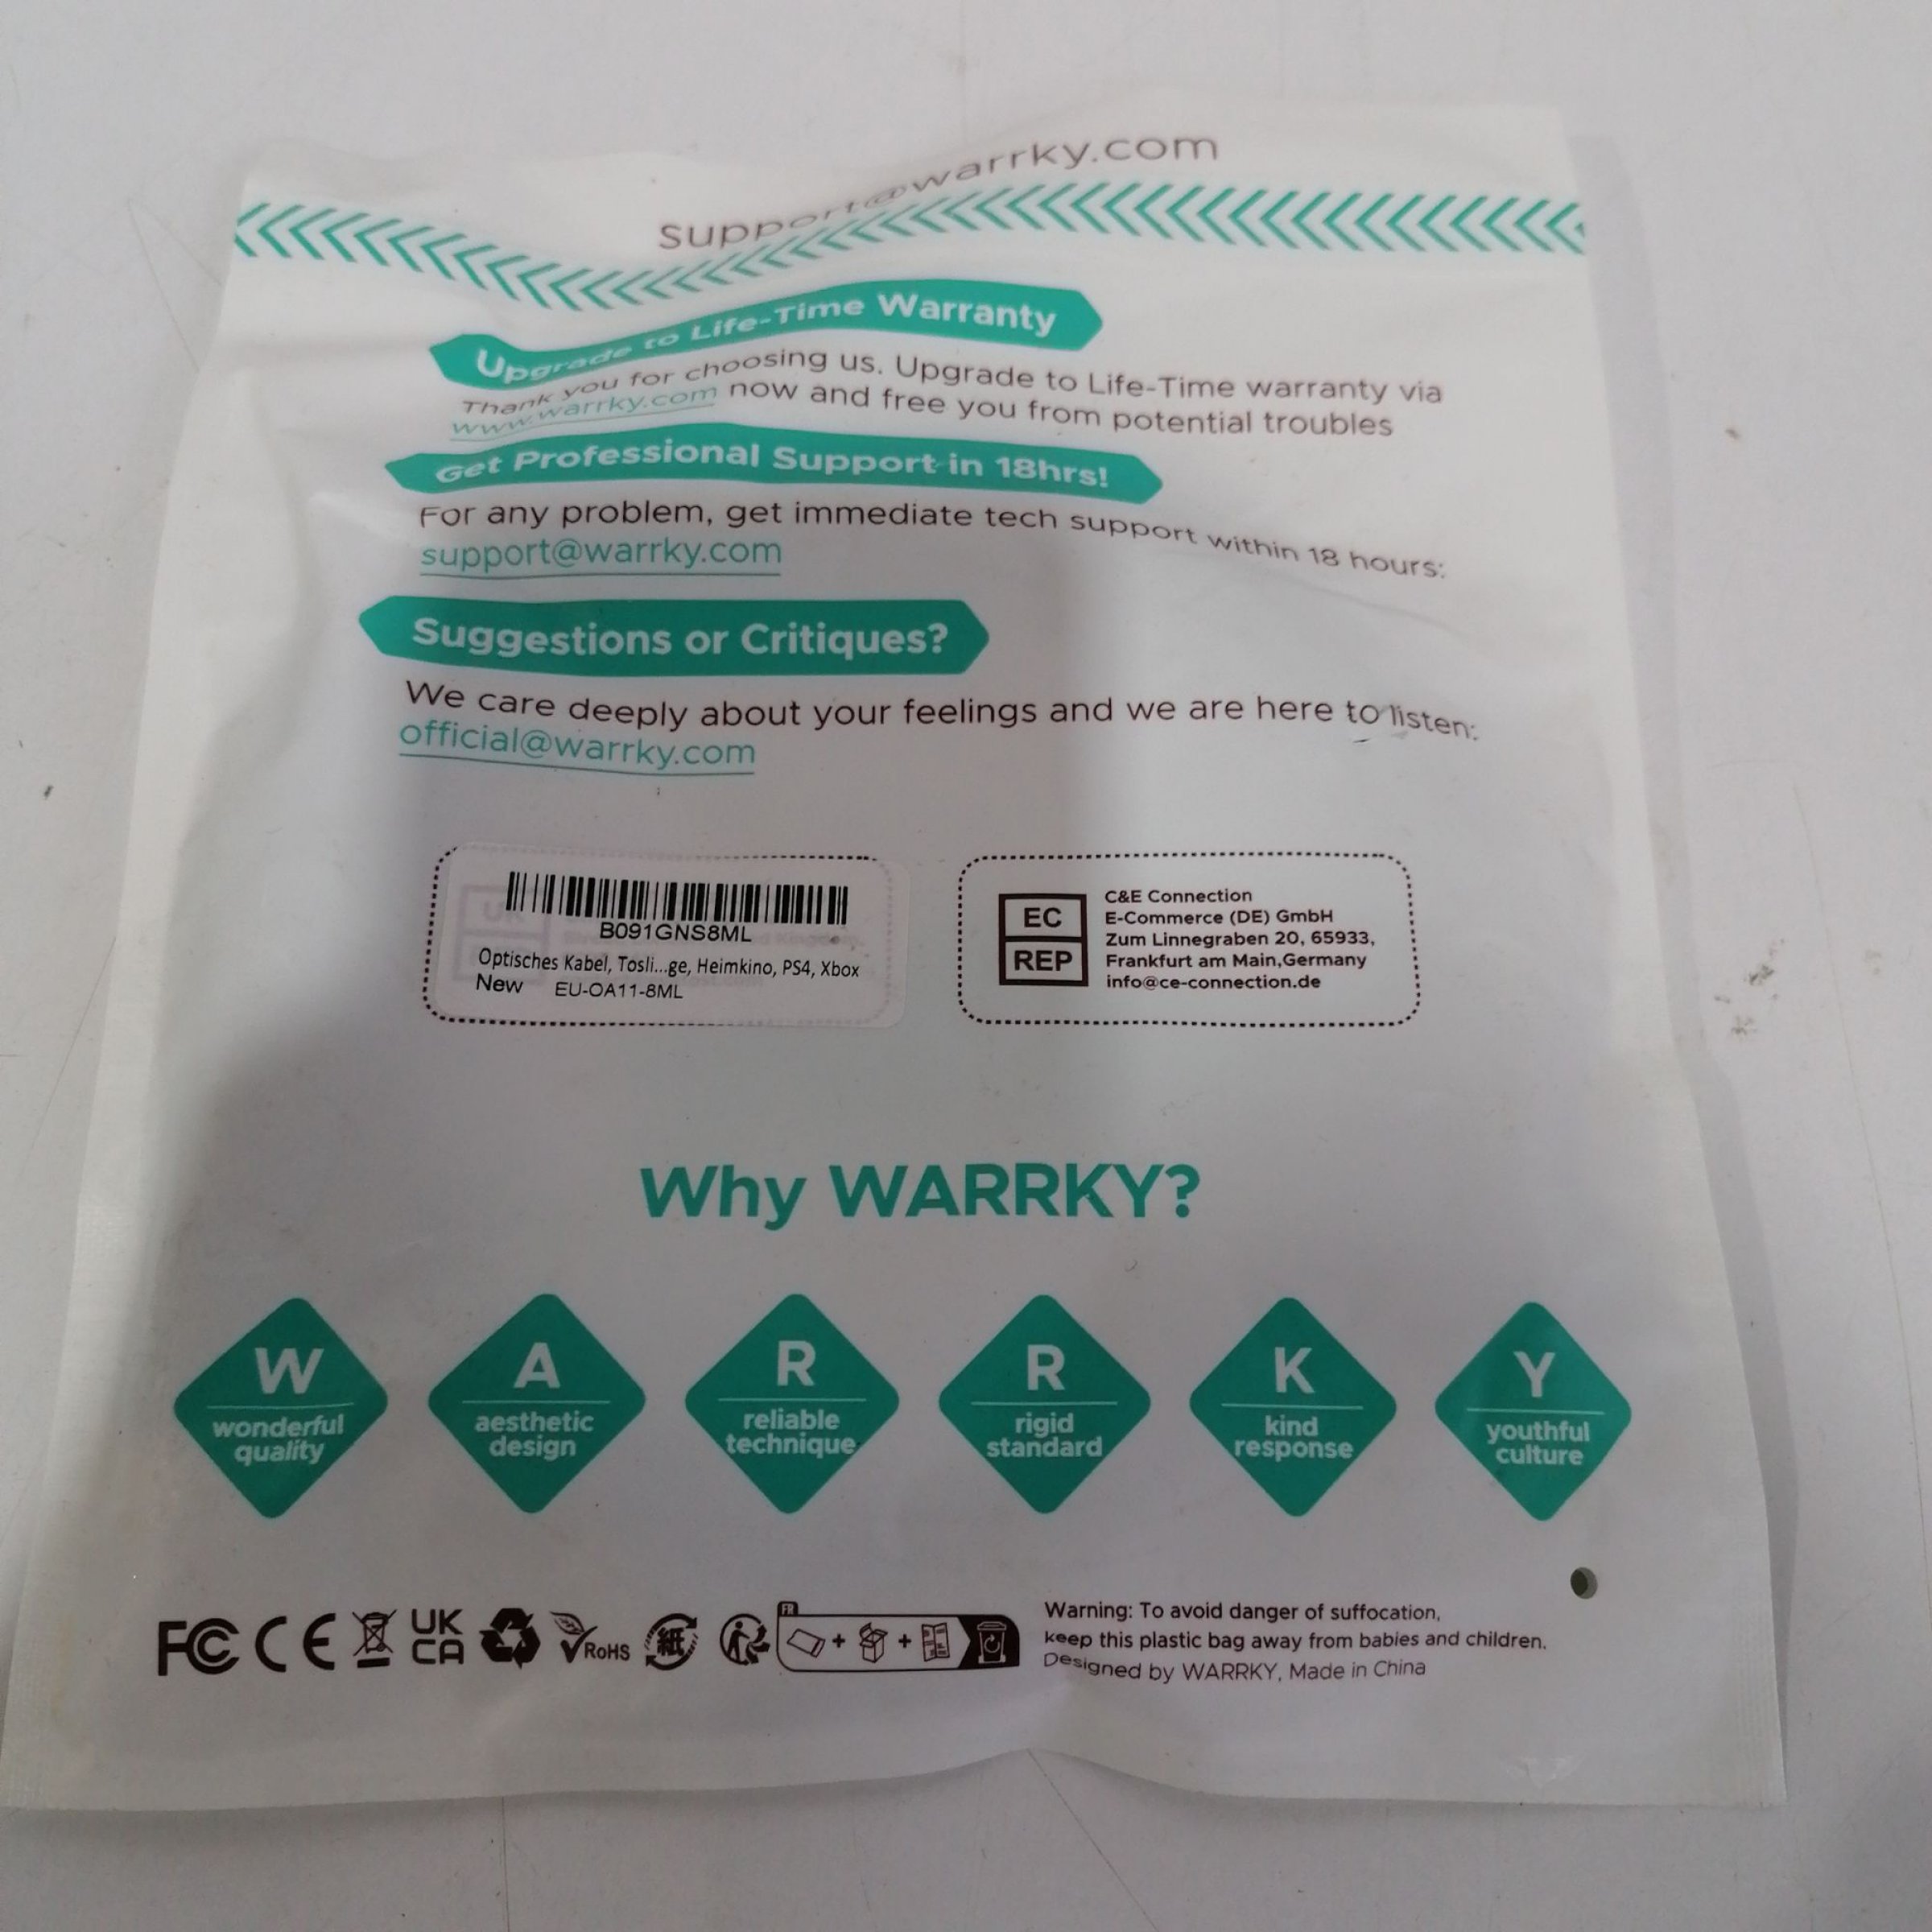 support@warrky.com
Upgrade to Life-Time Warranty
Thank you for choosing us. Upgrade to Life-Time warranty via
www.warrky.com now and free you from potential troubles
Get Professional Support in 18hrs!
For any problem, get immediate tech support within 18 hours:
support@warrky.com
Suggestions or Critiques?
We care deeply about your feelings and we are here to listen:
official@warrky.com
B091GNS8ML
Optisches Kabel, Tosli...ge, Heimkino, PS4, Xbox
New EU-OA11-8ML
EC
REP
C&E Connection
E-Commerce (DE) GmbH
Zum Linnegraben 20, 65933,
Frankfurt am Main,Germany
info@ce-connection.de
Why WARRKY?
W
wonderful
quality
A
aesthetic
design
R
reliable
technique
R
rigid
standard
K
kind
response
Y
youthful
culture
FC CE UK
CA
RoHS
紙
FR
Warning: To avoid danger of suffocation,
keep this plastic bag away from babies and children.
Designed by WARRKY, Made in China